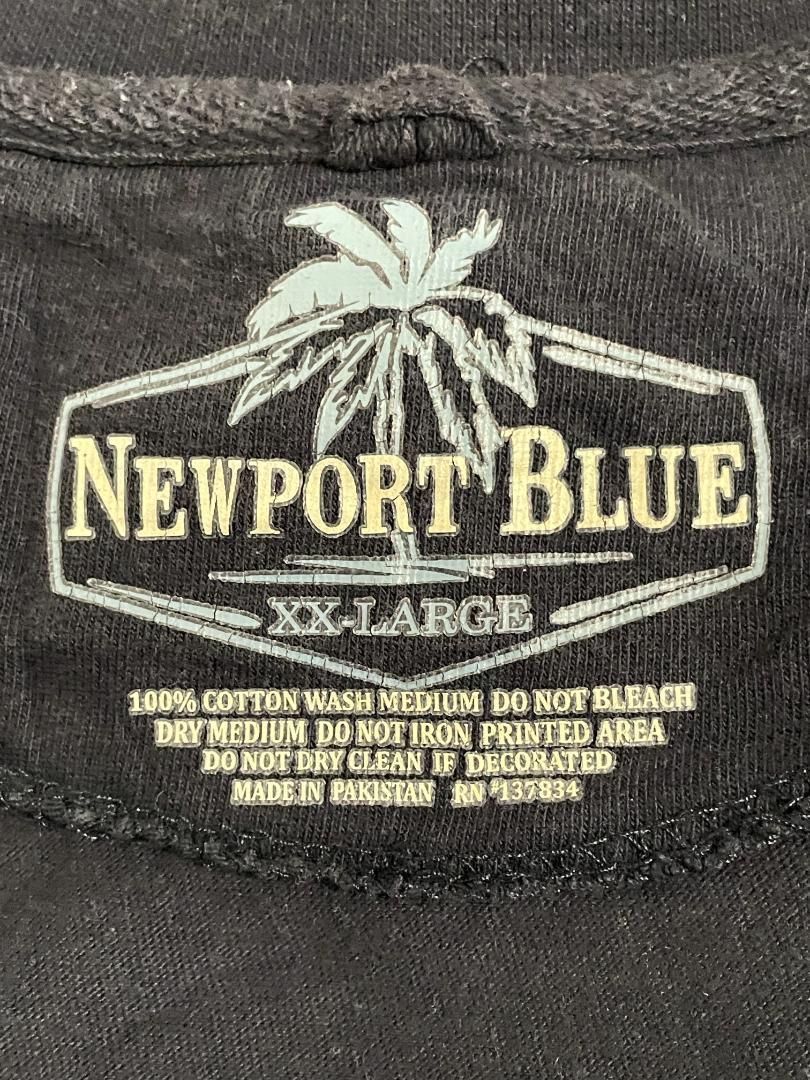 NEWPORT BLUE
XX-LARGE
100% COTTON WASH MEDIUM DO NOT BLEACH
DRY MEDIUM DO NOT IRON PRINTED AREA
DO NOT DRY CLEAN IF DECORATED
MADE IN PAKISTAN RN #137834